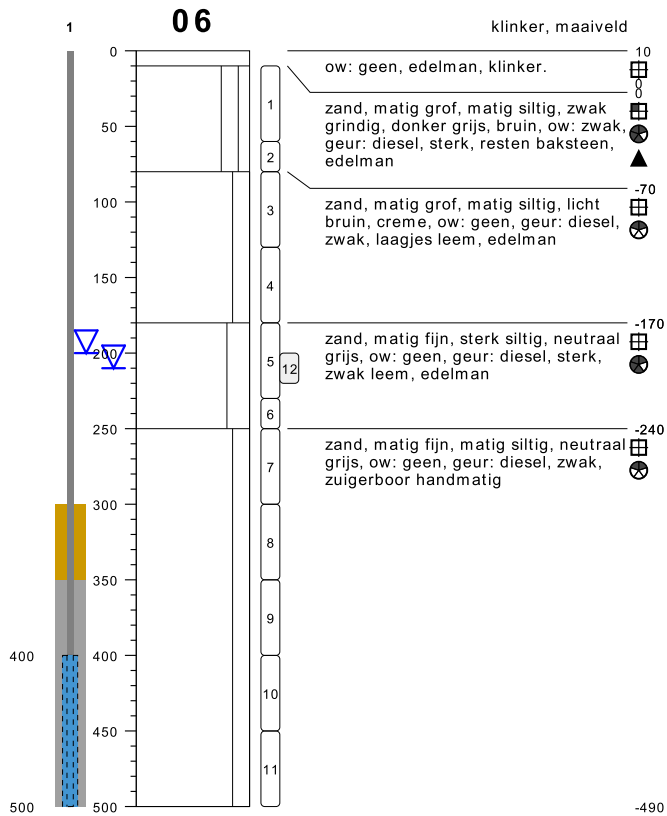 06
1
klinker, maaiveld
0
10
ow: geen, edelman, klinker.
0
0
zand, matig grof, matig siltig, zwak
grindig, donker grijs, bruin, ow: zwak,
geur: diesel, sterk, resten baksteen,
edelman
1
50
2
-70
100
3
zand, matig grof, matig siltig, licht
bruin, creme, ow: geen, geur: diesel,
zwak, laagjes leem, edelman
150
4
-170
zand, matig fijn, sterk siltig, neutraal
grijs, ow: geen, geur: diesel, sterk,
zwak leem, edelman
200
5
12
6
250
-240
zand, matig fijn, matig siltig, neutraal
grijs, ow: geen, geur: diesel, zwak,
zuigerboor handmatig
7
300
8
350
9
400
400
10
450
11
500
500
-490